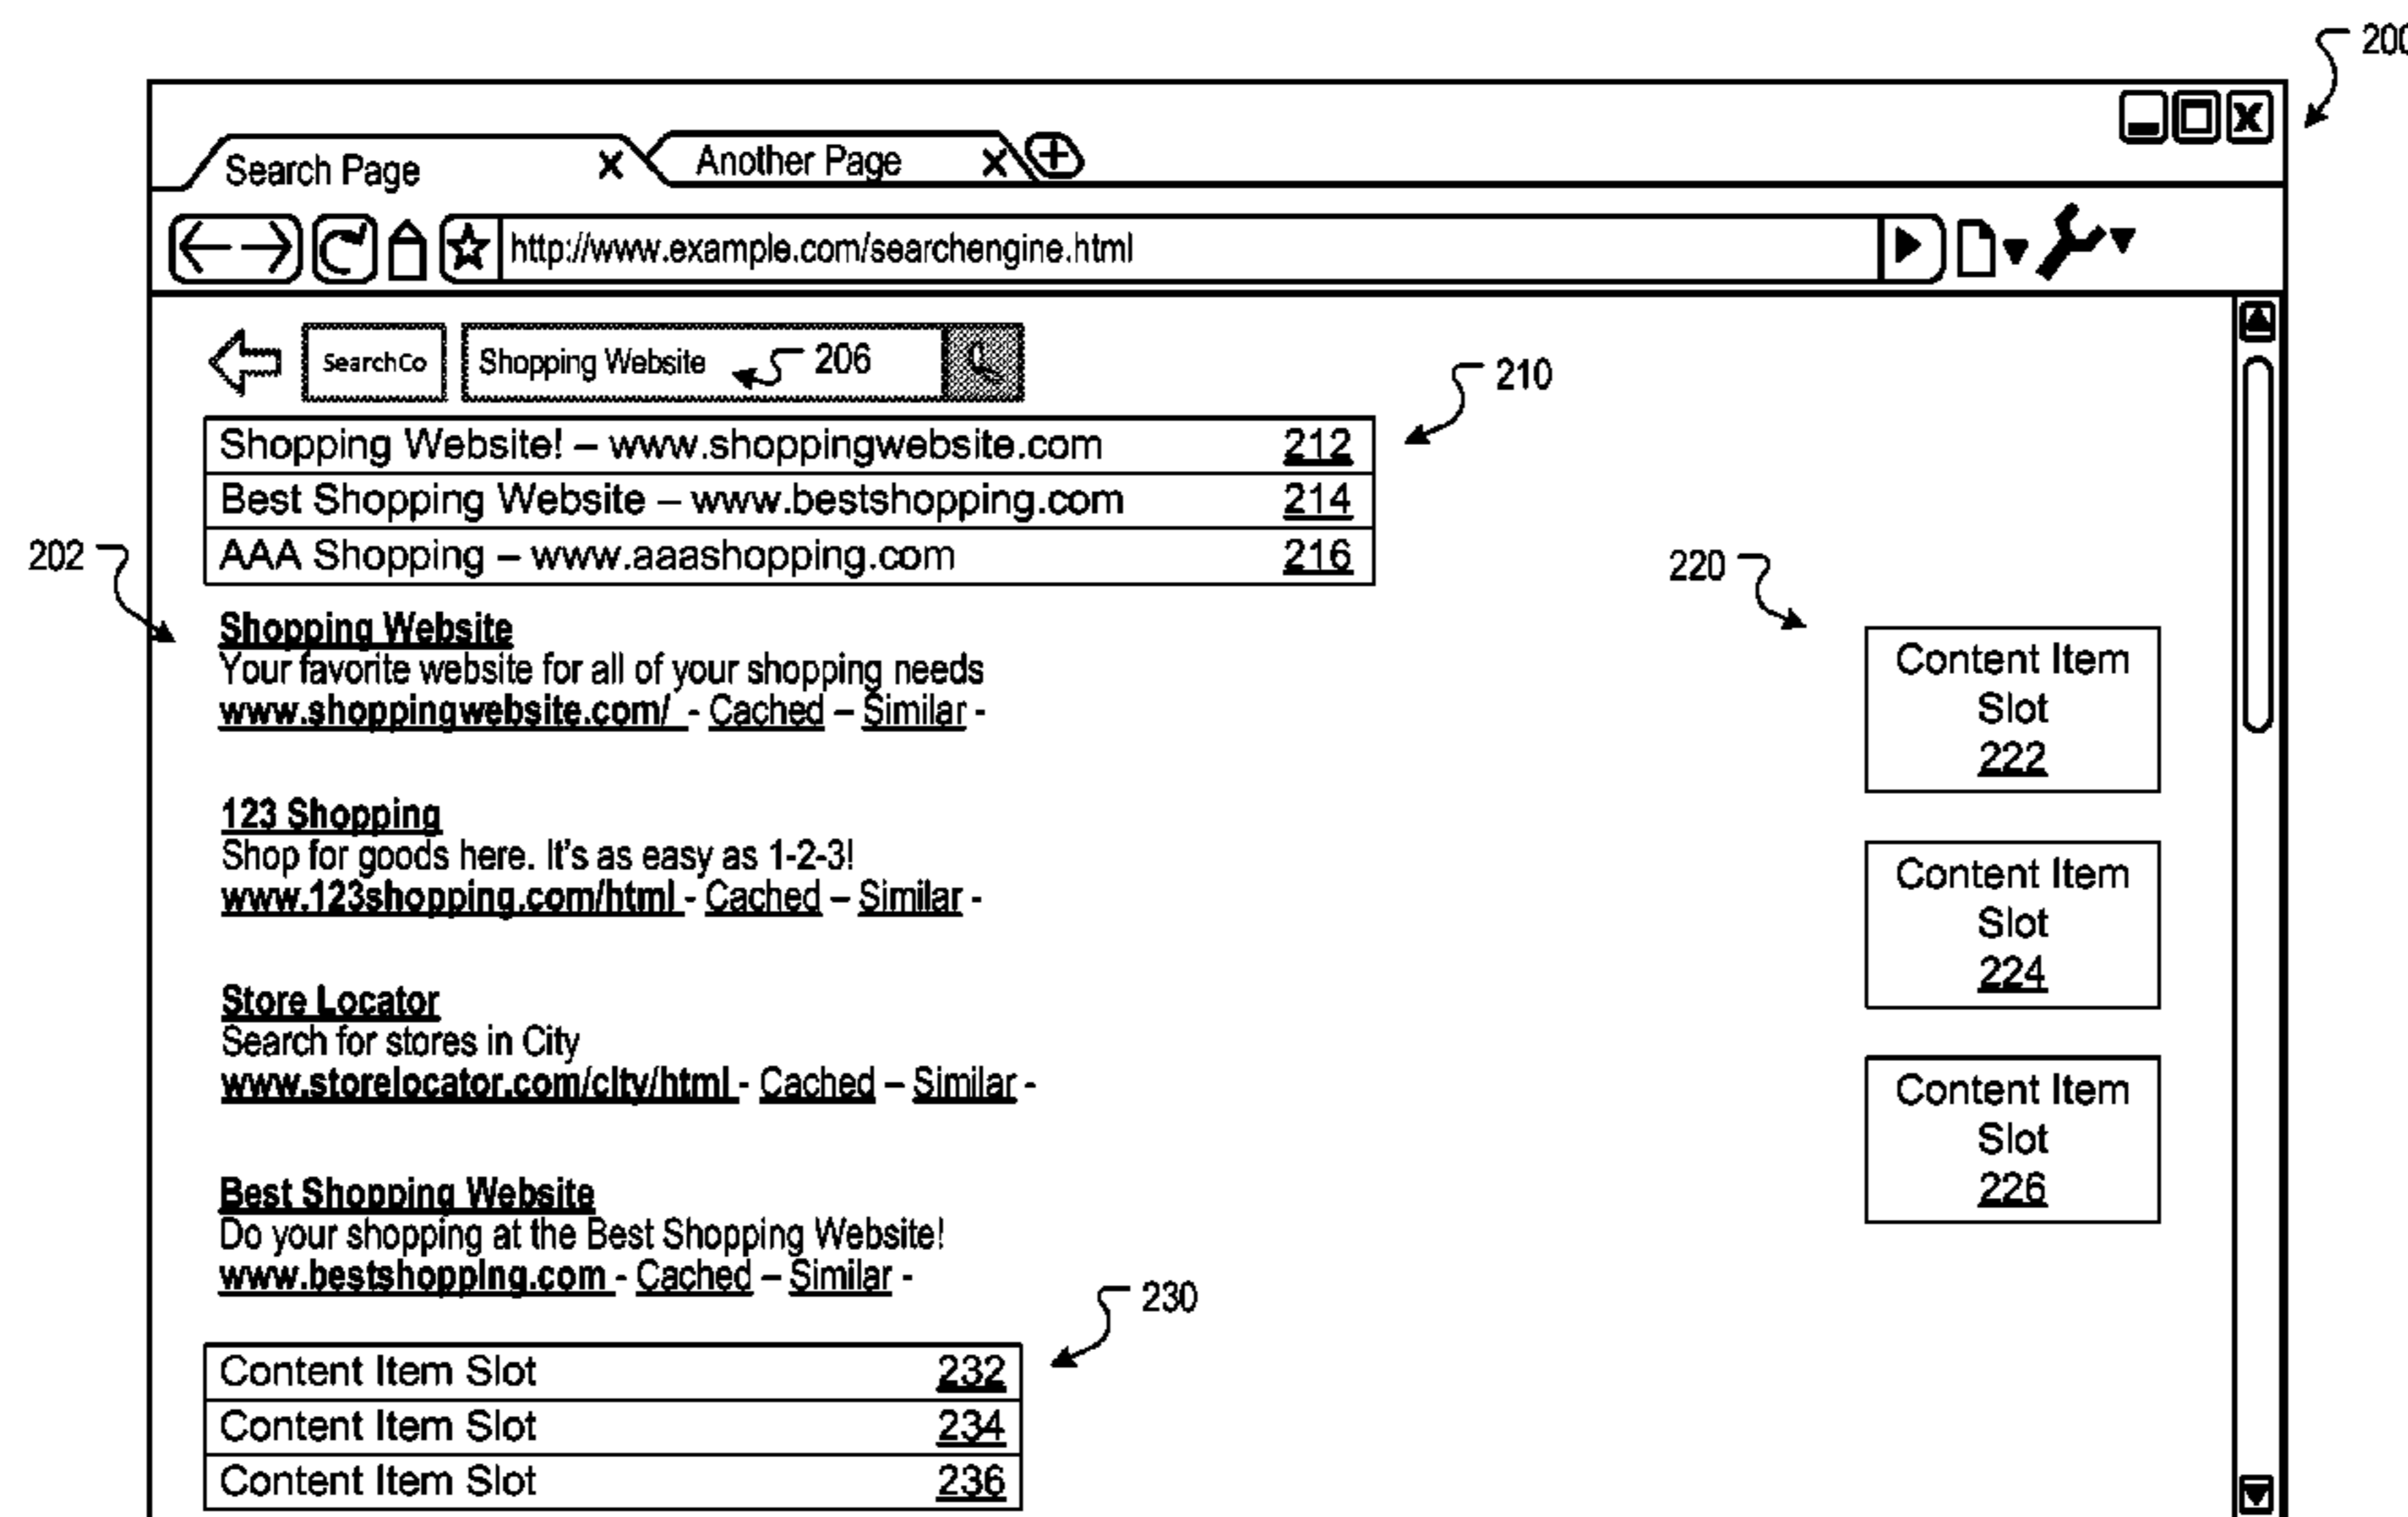 200
Search Page X Another Page X
http://www.example.com/searchengine.html
SearchCo Shopping Website 206
210
Shopping Website! – www.shoppingwebsite.com 212
Best Shopping Website – www.bestshopping.com 214
AAA Shopping – www.aaashopping.com 216
202
220
Shopping Website
Your favorite website for all of your shopping needs
www.shoppingwebsite.com/ - Cached – Similar -
Content Item
Slot
222
123 Shopping
Shop for goods here. It's as easy as 1-2-3!
www.123shopping.com/html - Cached – Similar -
Content Item
Slot
224
Store Locator
Search for stores in City
www.storelocator.com/city/html - Cached – Similar -
Content Item
Slot
226
Best Shopping Website
Do your shopping at the Best Shopping Website!
www.bestshopping.com - Cached – Similar -
230
Content Item Slot 232
Content Item Slot 234
Content Item Slot 236